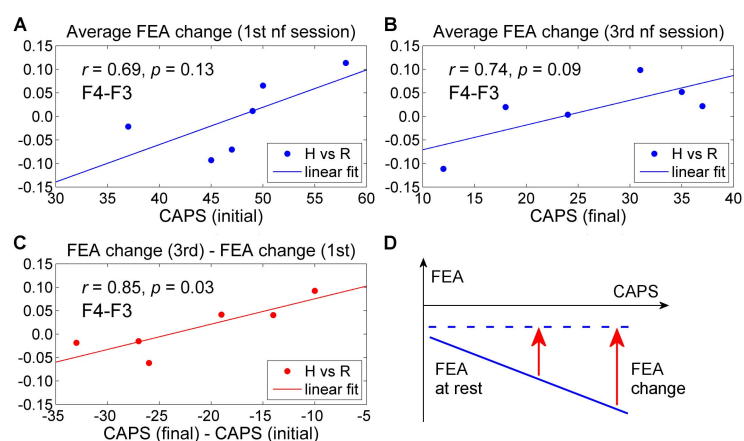 A
Average FEA change (1st nf session)
0.15
0.10
0.05
0.0
-0.05
-0.10
-0.15
r = 0.69, p = 0.13
F4-F3
H vs R
linear fit
30 35 40 45 50 55 60
CAPS (initial)
B
Average FEA change (3rd nf session)
0.15
0.10
0.05
0.0
-0.05
-0.10
-0.15
r = 0.74, p = 0.09
F4-F3
H vs R
linear fit
10 15 20 25 30 35 40
CAPS (final)
C
FEA change (3rd) - FEA change (1st)
0.15
0.10
0.05
0.0
-0.05
-0.10
-0.15
r = 0.85, p = 0.03
F4-F3
H vs R
linear fit
-35 -30 -25 -20 -15 -10 -5
CAPS (final) - CAPS (initial)
D
FEA
CAPS
FEA
at rest
FEA
change